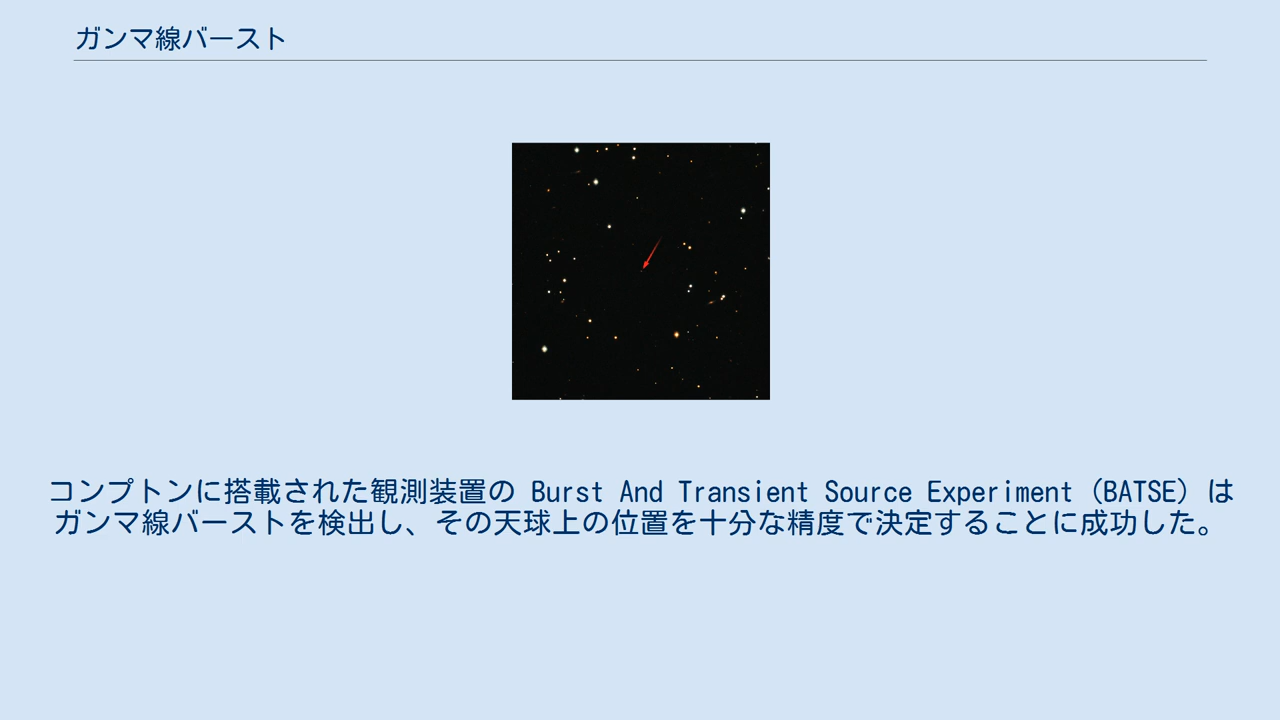 ガンマ線バースト
コンプトンに搭載された観測装置の Burst And Transient Source Experiment (BATSE) は
ガンマ線バーストを検出し、その天球上の位置を十分な精度で決定することに成功した。